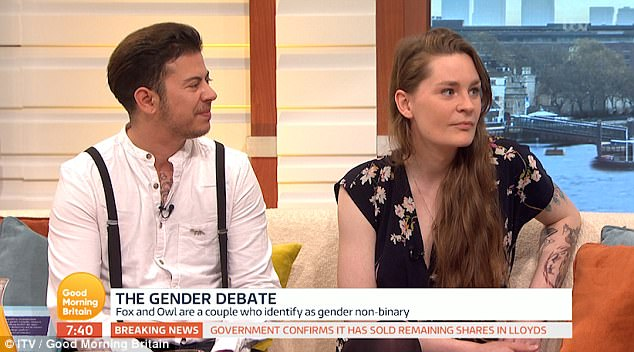 itv
Good
Morning
Britain
THE GENDER DEBATE
Fox and Owl are a couple who identify as gender non-binary
7:40
BREAKING NEWS
GOVERNMENT CONFIRMS IT HAS SOLD REMAINING SHARES IN LLOYDS
© ITV / Good Morning Britain